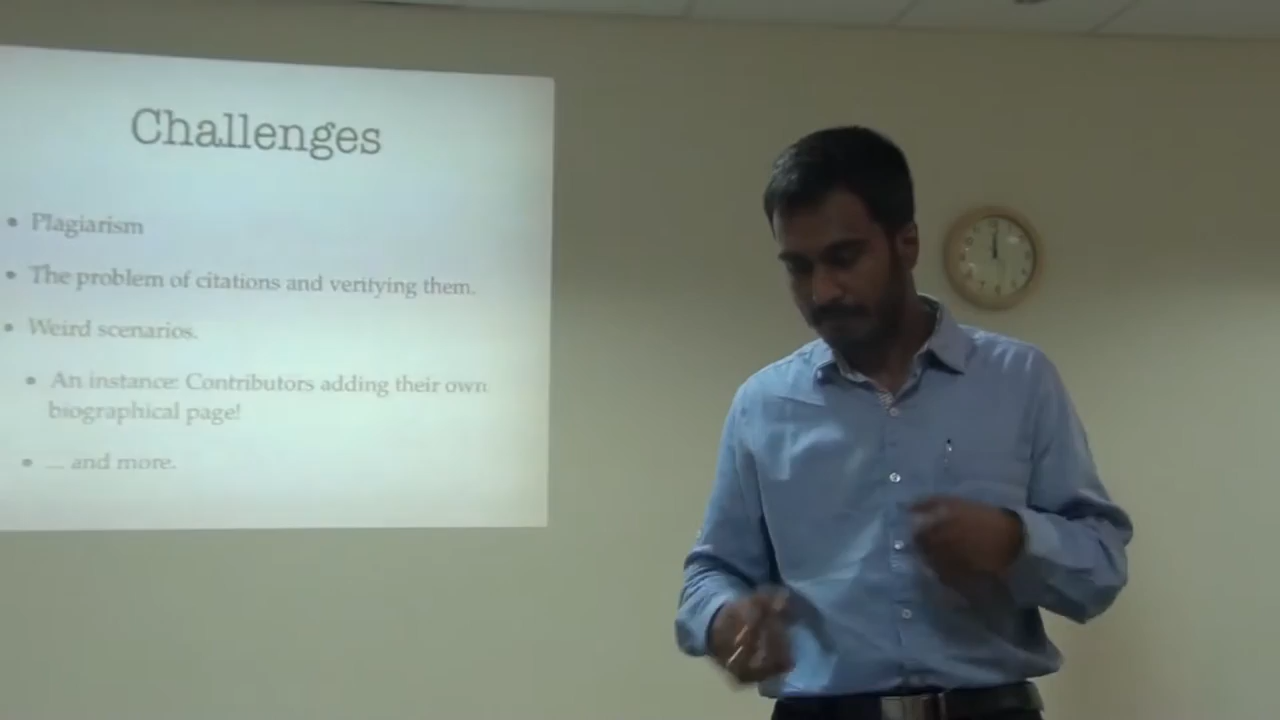 Challenges
• Plagiarism
• The problem of citations and verifying them.
• Weird scenarios.
• An instance: Contributors adding their own
biographical page!
• ... and more.